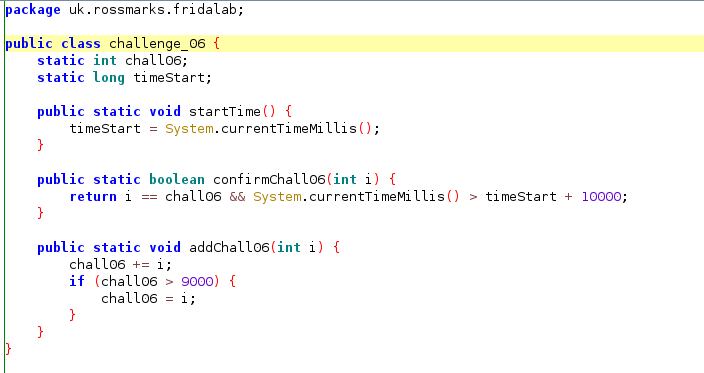 package uk.rossmarks.fridalab;
public class challenge_06 {
static int chall06;
static long timeStart;
public static void startTime() {
timeStart = System.currentTimeMillis();
}
public static boolean confirmChall06(int i) {
return i == chall06 && System.currentTimeMillis() > timeStart + 10000;
}
public static void addChall06(int i) {
chall06 += i;
if (chall06 > 9000) {
chall06 = i;
}
}
}